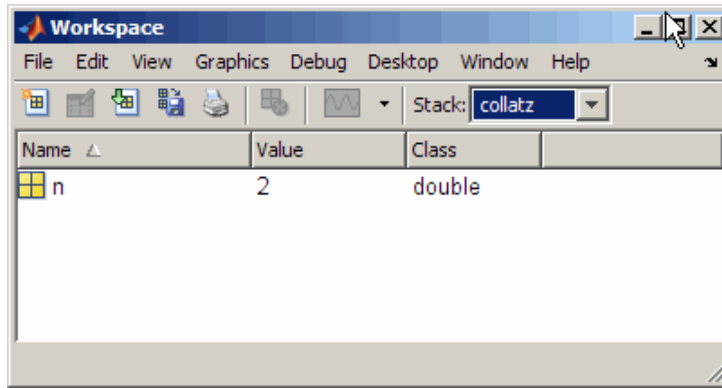 Workspace
File Edit View Graphics Debug Desktop Window Help
Stack: collatz
Name Value Class
n 2 double